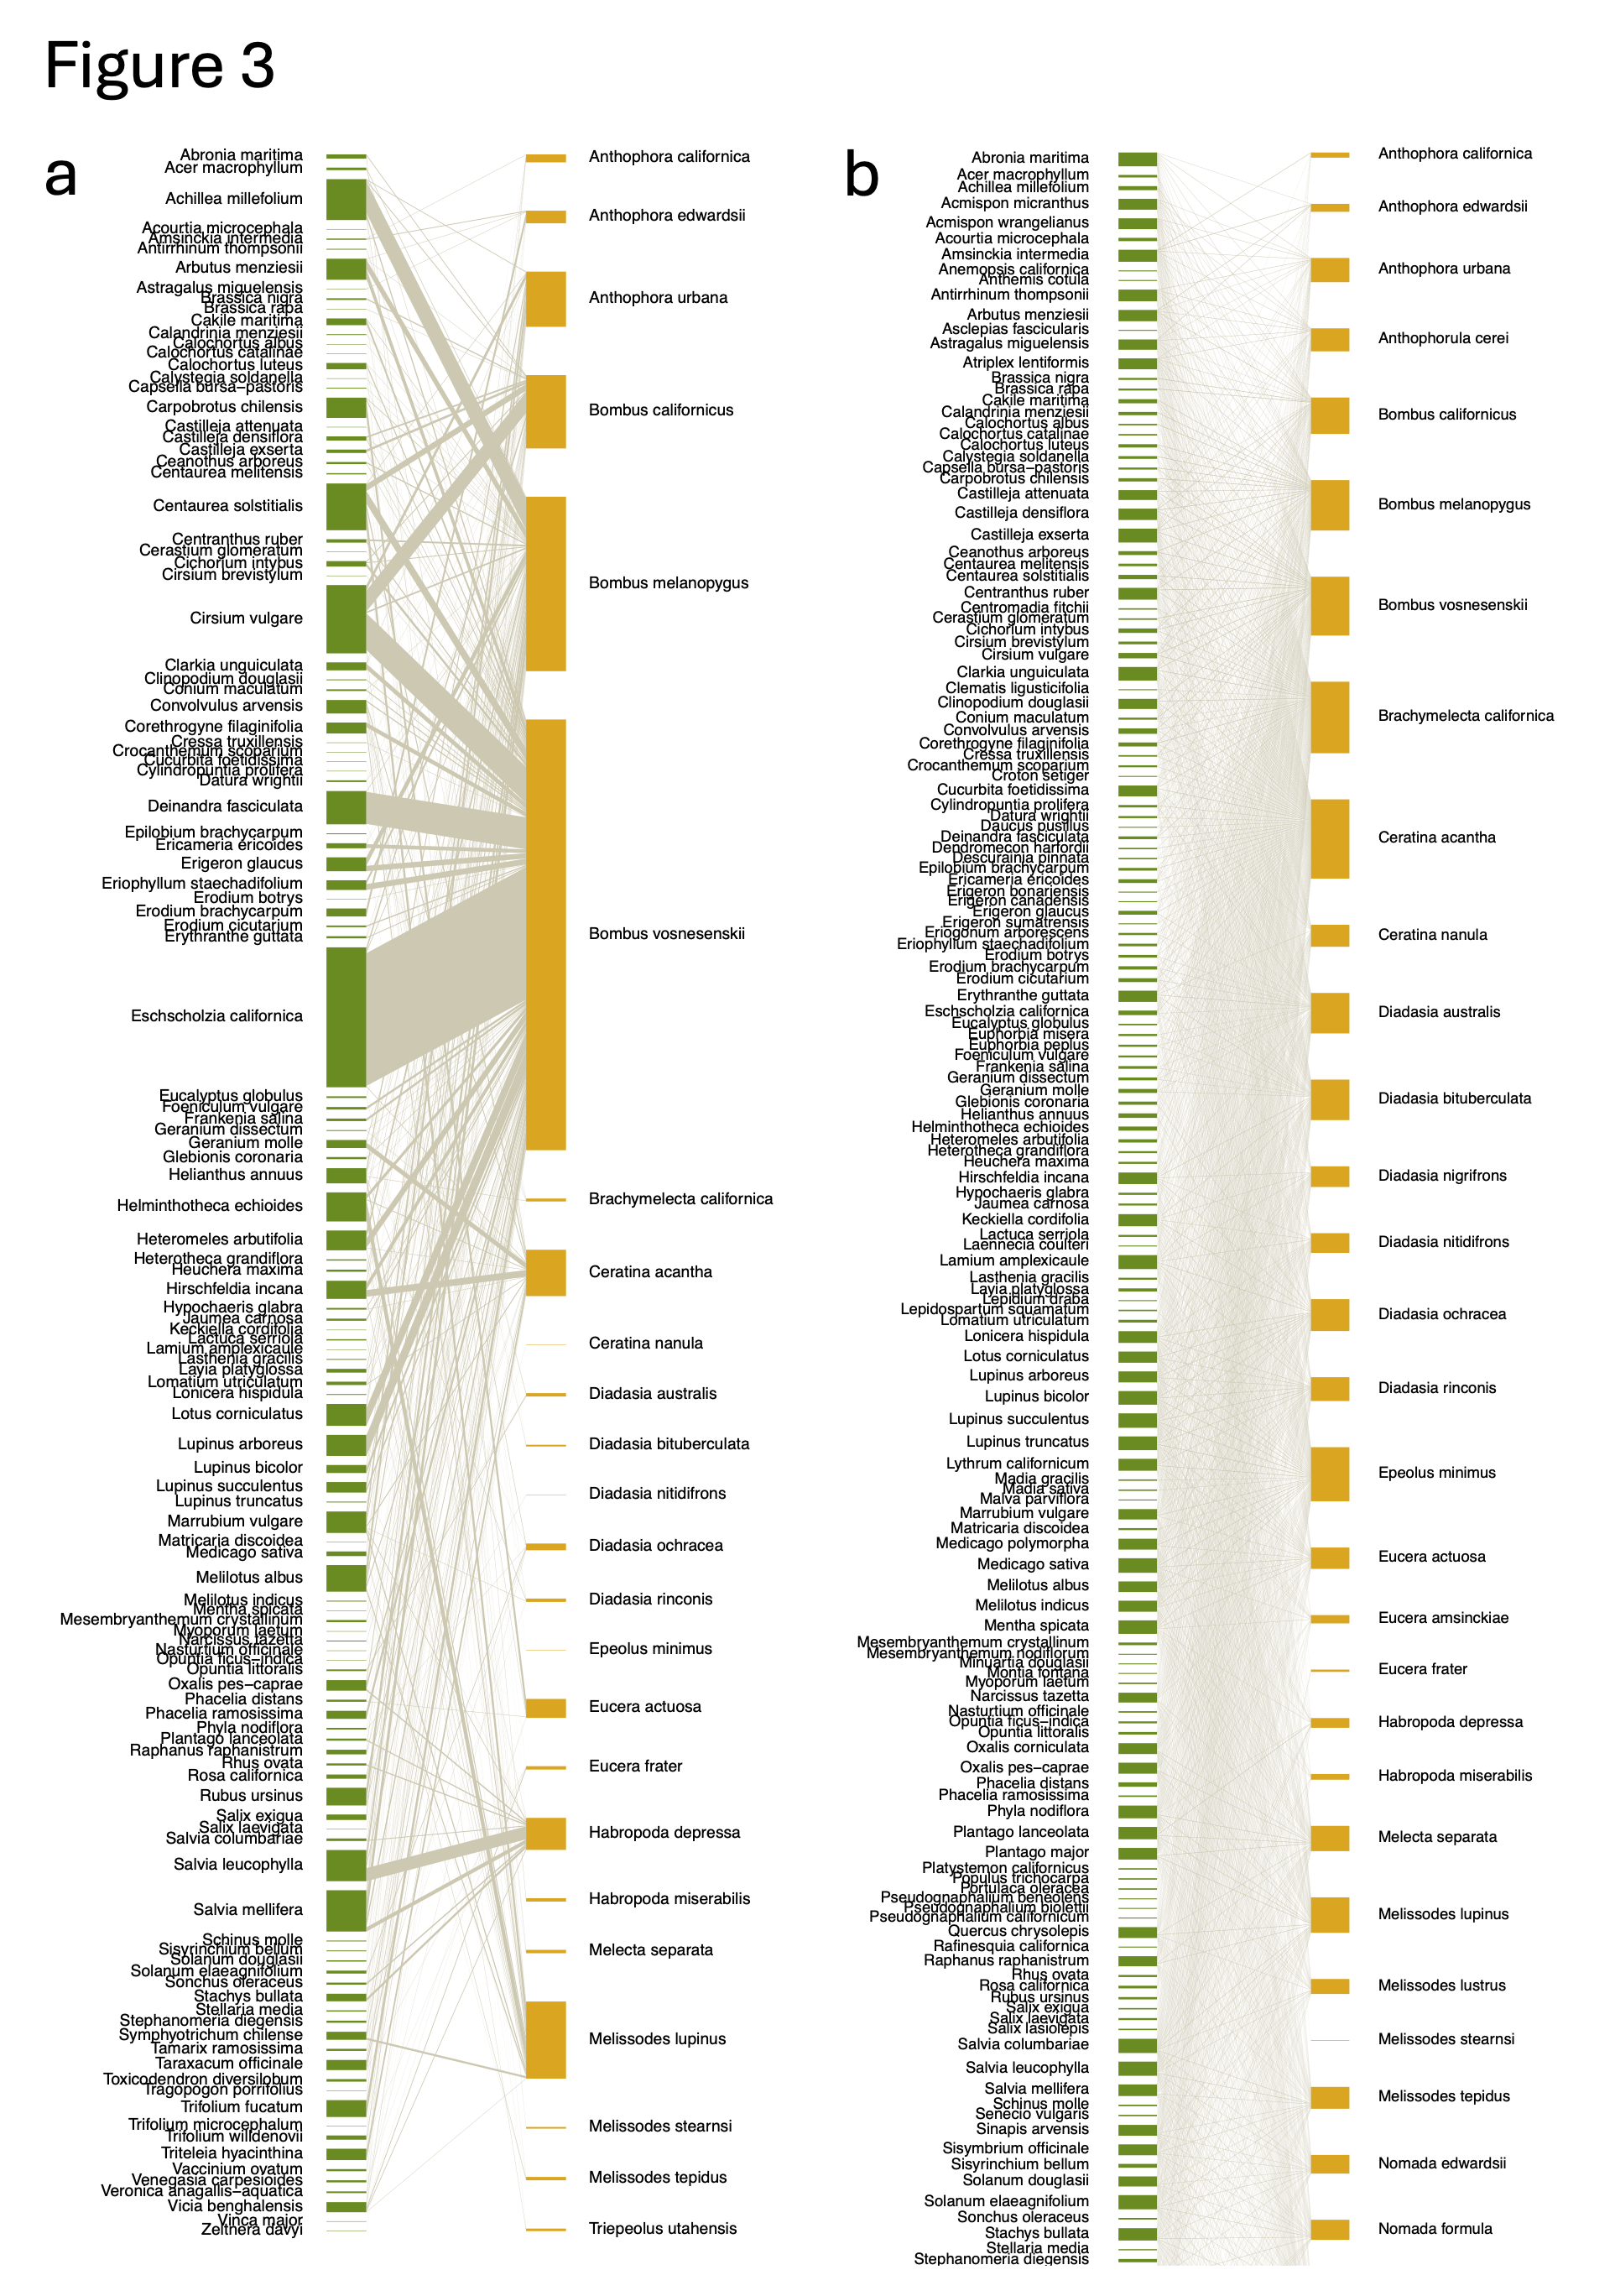 Figure 3
a
Abronia maritima
Acer macrophyllum
Achillea millefolium
Acourtia microcephala
Amsinckia intermedia
Antirrhinum thompsonii
Arbutus menziesii
Astragalus miguelensis
Brassica nigra
Brassica rapa
Cakile maritima
Calandrinia menziesii
Calochortus albus
Calochortus catalinae
Calochortus luteus
Calystegia soldanella
Capsella bursa−pastoris
Carpobrotus chilensis
Castilleja attenuata
Castilleja densiflora
Castilleja exserta
Ceanothus arboreus
Centaurea melitensis
Centaurea solstitialis
Centranthus ruber
Cerastium glomeratum
Cichorium intybus
Cirsium brevistylum
Cirsium vulgare
Clarkia unguiculata
Clinopodium douglasii
Conium maculatum
Convolvulus arvensis
Corethrogyne filaginifolia
Cressa truxillensis
Crocanthemum scoparium
Cucurbita foetidissima
Cylindropuntia prolifera
Datura wrightii
Deinandra fasciculata
Epilobium brachycarpum
Ericameria ericoides
Erigeron glaucus
Eriophyllum staechadifolium
Erodium botrys
Erodium brachycarpum
Erodium cicutarium
Erythranthe guttata
Eschscholzia californica
Eucalyptus globulus
Foeniculum vulgare
Frankenia salina
Geranium dissectum
Geranium molle
Glebionis coronaria
Helianthus annuus
Helminthotheca echioides
Heteromeles arbutifolia
Heterotheca grandiflora
Heuchera maxima
Hirschfeldia incana
Hypochaeris glabra
Jaumea carnosa
Keckiella cordifolia
Lactuca serriola
Lamium amplexicaule
Lasthenia gracilis
Layia platyglossa
Lomatium utriculatum
Lonicera hispidula
Lotus corniculatus
Lupinus arboreus
Lupinus bicolor
Lupinus succulentus
Lupinus truncatus
Marrubium vulgare
Matricaria discoidea
Medicago sativa
Melilotus albus
Melilotus indicus
Mentha spicata
Mesembryanthemum crystallinum
Myoporum laetum
Narcissus tazetta
Nasturtium officinale
Opuntia ficus−indica
Opuntia littoralis
Oxalis pes−caprae
Phacelia distans
Phacelia ramosissima
Phyla nodiflora
Plantago lanceolata
Raphanus raphanistrum
Rhus ovata
Rosa californica
Rubus ursinus
Salix exigua
Salix laevigata
Salvia columbariae
Salvia leucophylla
Salvia mellifera
Schinus molle
Sisyrinchium bellum
Solanum douglasii
Solanum elaeagnifolium
Sonchus oleraceus
Stachys bullata
Stellaria media
Stephanomeria diegensis
Symphyotrichum chilense
Tamarix ramosissima
Taraxacum officinale
Toxicodendron diversilobum
Tragopogon porrifolius
Trifolium fucatum
Trifolium microcephalum
Trifolium willdenovii
Triteleia hyacinthina
Vaccinium ovatum
Venegasia carpesioides
Veronica anagallis−aquatica
Vicia benghalensis
Vinca major
Zeltnera davyi
Anthophora californica
Anthophora edwardsii
Anthophora urbana
Bombus californicus
Bombus melanopygus
Bombus vosnesenskii
Brachymelecta californica
Ceratina acantha
Ceratina nanula
Diadasia australis
Diadasia bituberculata
Diadasia nitidifrons
Diadasia ochracea
Diadasia rinconis
Epeolus minimus
Eucera actuosa
Eucera frater
Habropoda depressa
Habropoda miserabilis
Melecta separata
Melissodes lupinus
Melissodes stearnsi
Melissodes tepidus
Triepeolus utahensis
b
Abronia maritima
Acer macrophyllum
Achillea millefolium
Acmispon micranthus
Acmispon wrangelianus
Acourtia microcephala
Amsinckia intermedia
Anemopsis californica
Anthemis cotula
Antirrhinum thompsonii
Arbutus menziesii
Asclepias fascicularis
Astragalus miguelensis
Atriplex lentiformis
Brassica nigra
Brassica rapa
Cakile maritima
Calandrinia menziesii
Calochortus albus
Calochortus catalinae
Calochortus luteus
Calystegia soldanella
Capsella bursa−pastoris
Carpobrotus chilensis
Castilleja attenuata
Castilleja densiflora
Castilleja exserta
Ceanothus arboreus
Centaurea melitensis
Centaurea solstitialis
Centranthus ruber
Centromadia fitchii
Cerastium glomeratum
Cichorium intybus
Cirsium brevistylum
Cirsium vulgare
Clarkia unguiculata
Clematis ligusticifolia
Clinopodium douglasii
Conium maculatum
Convolvulus arvensis
Corethrogyne filaginifolia
Cressa truxillensis
Crocanthemum scoparium
Croton setiger
Cucurbita foetidissima
Cylindropuntia prolifera
Datura wrightii
Daucus pusillus
Deinandra fasciculata
Dendromecon harfordii
Descurainia pinnata
Epilobium brachycarpum
Ericameria ericoides
Erigeron bonariensis
Erigeron canadensis
Erigeron glaucus
Erigeron sumatrensis
Eriogonum arborescens
Eriophyllum staechadifolium
Erodium botrys
Erodium brachycarpum
Erodium cicutarium
Erythranthe guttata
Eschscholzia californica
Eucalyptus globulus
Euphorbia misera
Euphorbia peplus
Foeniculum vulgare
Frankenia salina
Geranium dissectum
Geranium molle
Glebionis coronaria
Helianthus annuus
Helminthotheca echioides
Heteromeles arbutifolia
Heterotheca grandiflora
Heuchera maxima
Hirschfeldia incana
Hypochaeris glabra
Jaumea carnosa
Keckiella cordifolia
Lactuca serriola
Laennecia coulteri
Lamium amplexicaule
Lasthenia gracilis
Layia platyglossa
Lepidium draba
Lepidospartum squamatum
Lomatium utriculatum
Lonicera hispidula
Lotus corniculatus
Lupinus arboreus
Lupinus bicolor
Lupinus succulentus
Lupinus truncatus
Lythrum californicum
Madia gracilis
Madia sativa
Malva parviflora
Marrubium vulgare
Matricaria discoidea
Medicago polymorpha
Medicago sativa
Melilotus albus
Melilotus indicus
Mentha spicata
Mesembryanthemum crystallinum
Mesembryanthemum nodiflorum
Minuartia douglasii
Montia fontana
Myoporum laetum
Narcissus tazetta
Nasturtium officinale
Opuntia ficus−indica
Opuntia littoralis
Oxalis corniculata
Oxalis pes−caprae
Phacelia distans
Phacelia ramosissima
Phyla nodiflora
Plantago lanceolata
Plantago major
Platystemon californicus
Populus trichocarpa
Portulaca oleracea
Pseudognaphalium beneolens
Pseudognaphalium biolettii
Pseudognaphalium californicum
Quercus chrysolepis
Rafinesquia californica
Raphanus raphanistrum
Rhus ovata
Rosa californica
Rubus ursinus
Salix exigua
Salix laevigata
Salix lasiolepis
Salvia columbariae
Salvia leucophylla
Salvia mellifera
Schinus molle
Senecio vulgaris
Sinapis arvensis
Sisymbrium officinale
Sisyrinchium bellum
Solanum douglasii
Solanum elaeagnifolium
Sonchus oleraceus
Stachys bullata
Stellaria media
Stephanomeria diegensis
Anthophora californica
Anthophora edwardsii
Anthophora urbana
Anthophorula cerei
Bombus californicus
Bombus melanopygus
Bombus vosnesenskii
Brachymelecta californica
Ceratina acantha
Ceratina nanula
Diadasia australis
Diadasia bituberculata
Diadasia nigrifrons
Diadasia nitidifrons
Diadasia ochracea
Diadasia rinconis
Epeolus minimus
Eucera actuosa
Eucera amsinckiae
Eucera frater
Habropoda depressa
Habropoda miserabilis
Melecta separata
Melissodes lupinus
Melissodes lustrus
Melissodes stearnsi
Melissodes tepidus
Nomada edwardsii
Nomada formula